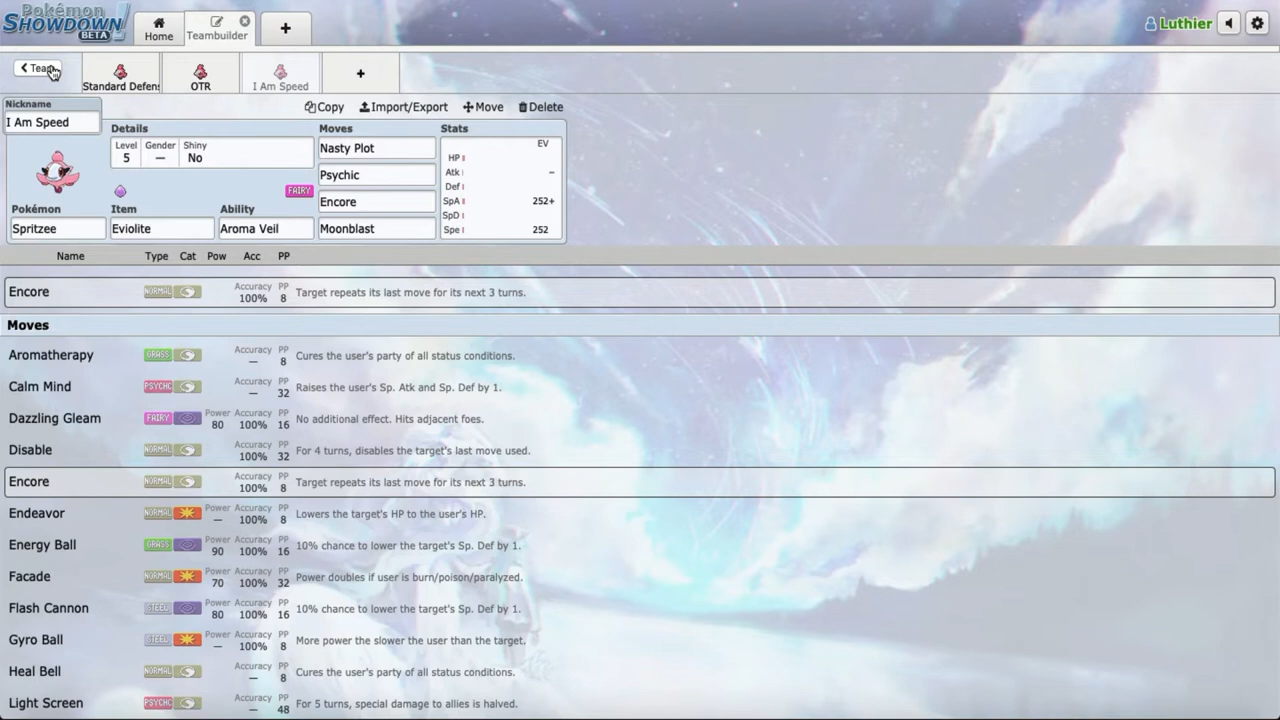 Pokémon
SHOWDOWN!
BETA
Home
Teambuilder
+
Luthier
Team
Standard Defens
OTR
I Am Speed
+
Nickname
I Am Speed
Copy Import/Export Move Delete
Details
Level Gender Shiny
5 — No
FAIRY
Pokémon Item Ability
Spritzee Eviolite Aroma Veil
Moves
Nasty Plot
Psychic
Encore
Moonblast
Stats
EV
HP
Atk –
Def
SpA 252+
SpD
Spe 252
Name Type Cat Pow Acc PP
Encore NORMAL Accuracy 100% PP 8 Target repeats its last move for its next 3 turns.
Moves
Aromatherapy GRASS Accuracy — PP 8 Cures the user's party of all status conditions.
Calm Mind PSYCHC Accuracy — PP 32 Raises the user's Sp. Atk and Sp. Def by 1.
Dazzling Gleam FAIRY Power 80 Accuracy 100% PP 16 No additional effect. Hits adjacent foes.
Disable NORMAL Accuracy 100% PP 32 For 4 turns, disables the target's last move used.
Encore NORMAL Accuracy 100% PP 8 Target repeats its last move for its next 3 turns.
Endeavor NORMAL Power — Accuracy 100% PP 8 Lowers the target's HP to the user's HP.
Energy Ball GRASS Power 90 Accuracy 100% PP 16 10% chance to lower the target's Sp. Def by 1.
Facade NORMAL Power 70 Accuracy 100% PP 32 Power doubles if user is burn/poison/paralyzed.
Flash Cannon STEEL Power 80 Accuracy 100% PP 16 10% chance to lower the target's Sp. Def by 1.
Gyro Ball STEEL Power — Accuracy 100% PP 8 More power the slower the user than the target.
Heal Bell NORMAL Accuracy — PP 8 Cures the user's party of all status conditions.
Light Screen PSYCHC Accuracy — PP 48 For 5 turns, special damage to allies is halved.